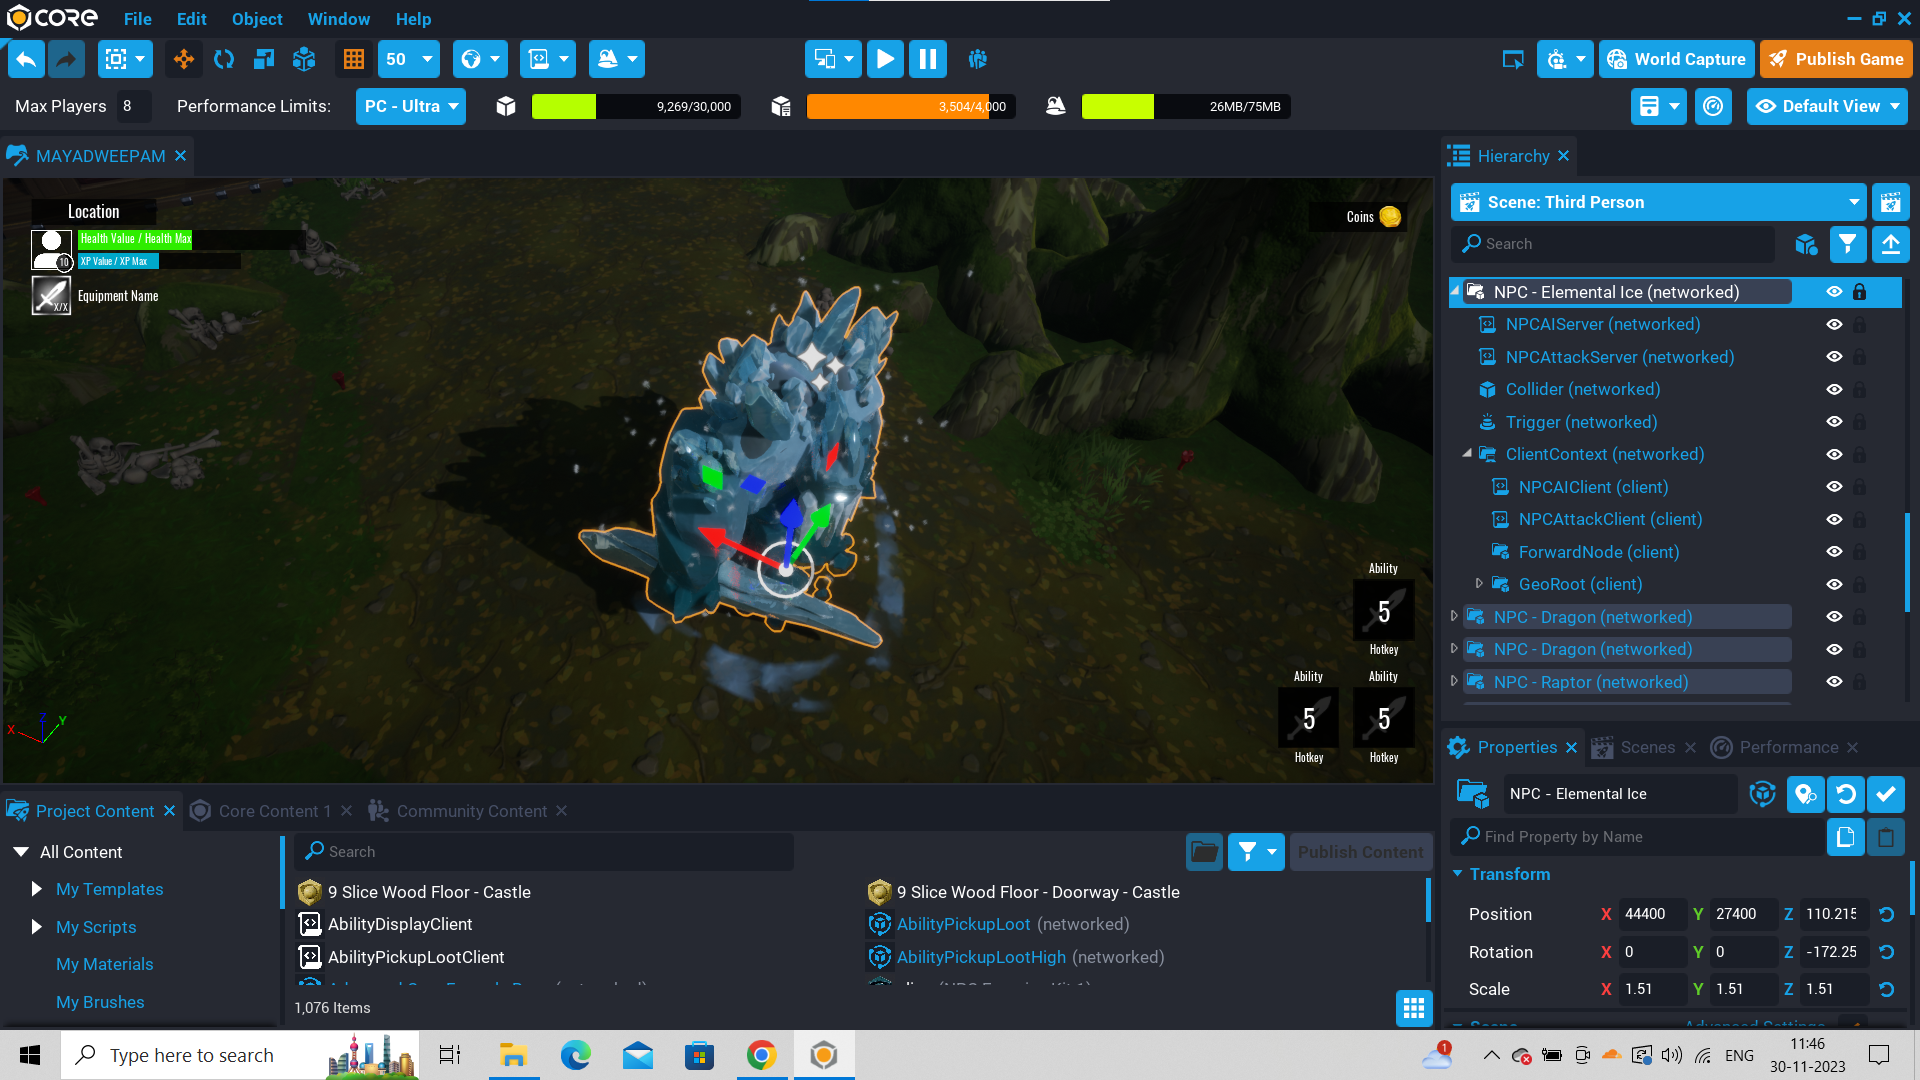 CORE File Edit Object Window Help
50 World Capture Publish Game
Max Players 8 Performance Limits: PC - Ultra 9,269/30,000 3,504/4,000 26MB/75MB Default View
MAYADWEEPAM
Location
Health Value / Health Max
10
XP Value / XP Max
X/X
Equipment Name
Coins
Ability
5
Hotkey
Ability Ability
5 5
Hotkey Hotkey
X Y
Hierarchy
Scene: Third Person
Search
NPC - Elemental Ice (networked)
NPCAIServer (networked)
NPCAttackServer (networked)
Collider (networked)
Trigger (networked)
ClientContext (networked)
NPCAIClient (client)
NPCAttackClient (client)
ForwardNode (client)
GeoRoot (client)
NPC - Dragon (networked)
NPC - Dragon (networked)
NPC - Raptor (networked)
Properties Scenes Performance
NPC - Elemental Ice
Find Property by Name
Transform
Position X 44400 Y 27400 Z 110.215
Rotation X 0 Y 0 Z -172.25
Scale X 1.51 Y 1.51 Z 1.51
Project Content Core Content 1 Community Content
All Content
My Templates
My Scripts
My Materials
My Brushes
Search
Publish Content
9 Slice Wood Floor - Castle 9 Slice Wood Floor - Doorway - Castle
AbilityDisplayClient AbilityPickupLoot (networked)
AbilityPickupLootClient AbilityPickupLootHigh (networked)
1,076 Items
Type here to search
1
ENG
11:46
30-11-2023